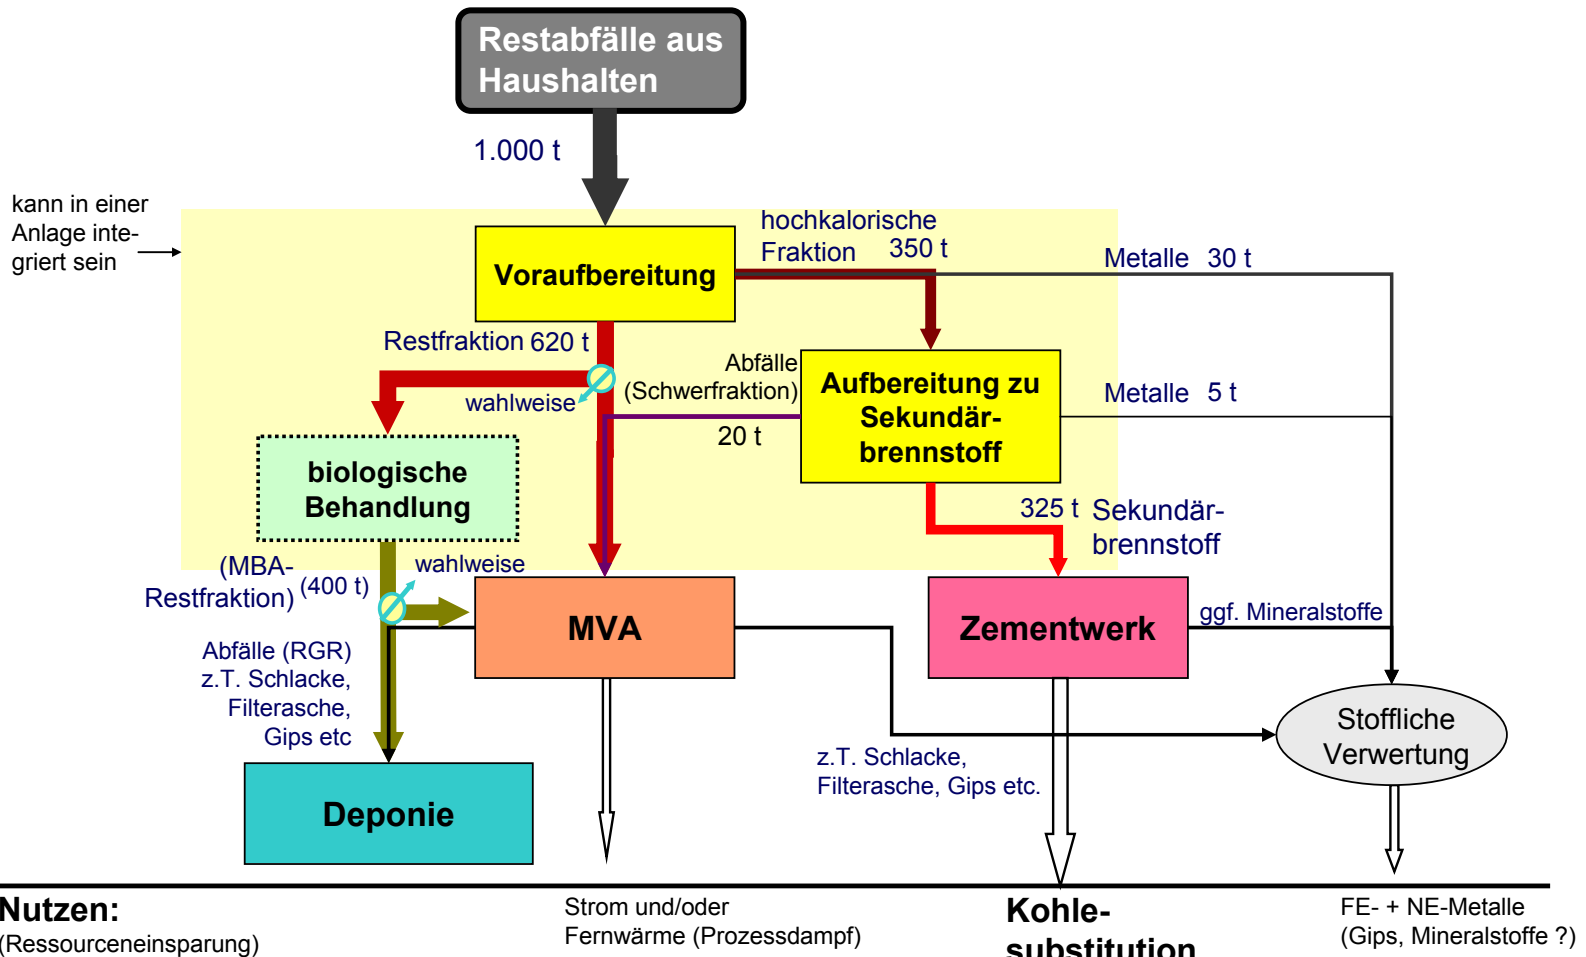 Restabfälle aus
Haushalten
1.000 t
kann in einer
Anlage inte-
griert sein
hochkalorische
Fraktion 350 t
Voraufbereitung
Metalle 30 t
Restfraktion 620 t
Abfälle
(Schwerfraktion)
wahlweise
20 t
Aufbereitung zu
Sekundär-
brennstoff
Metalle 5 t
biologische
Behandlung
325 t Sekundär-
brennstoff
(MBA-
Restfraktion) (400 t)
wahlweise
MVA
Zementwerk
ggf. Mineralstoffe
Abfälle (RGR)
z.T. Schlacke,
Filterasche,
Gips etc
z.T. Schlacke,
Filterasche, Gips etc.
Stoffliche
Verwertung
Deponie
Nutzen:
(Ressourceneinsparung)
Strom und/oder
Fernwärme (Prozessdampf)
Kohle-
substitution
FE- + NE-Metalle
(Gips, Mineralstoffe ?)